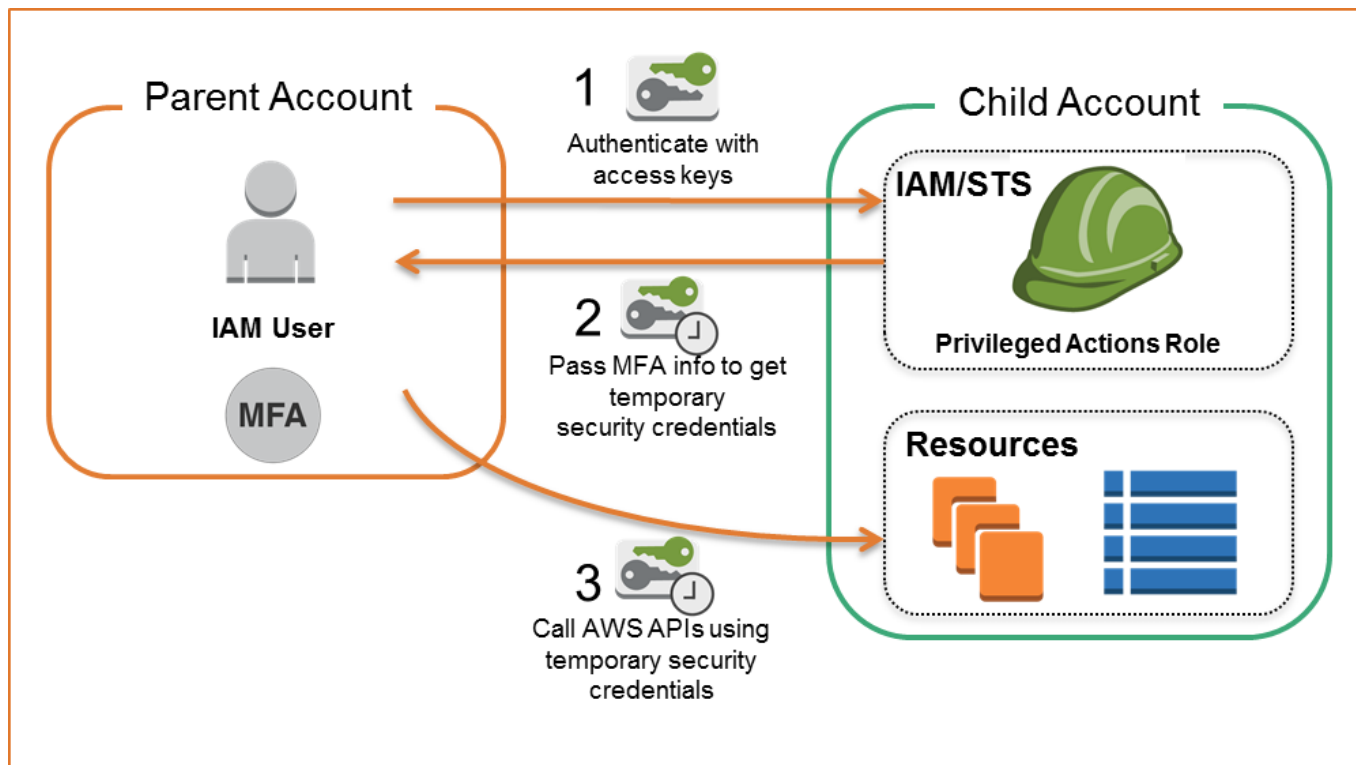 Parent Account
IAM User
MFA
1
Authenticate with
access keys
2
Pass MFA info to get
temporary
security credentials
3
Call AWS APIs using
temporary security
credentials
Child Account
IAM/STS
Privileged Actions Role
Resources